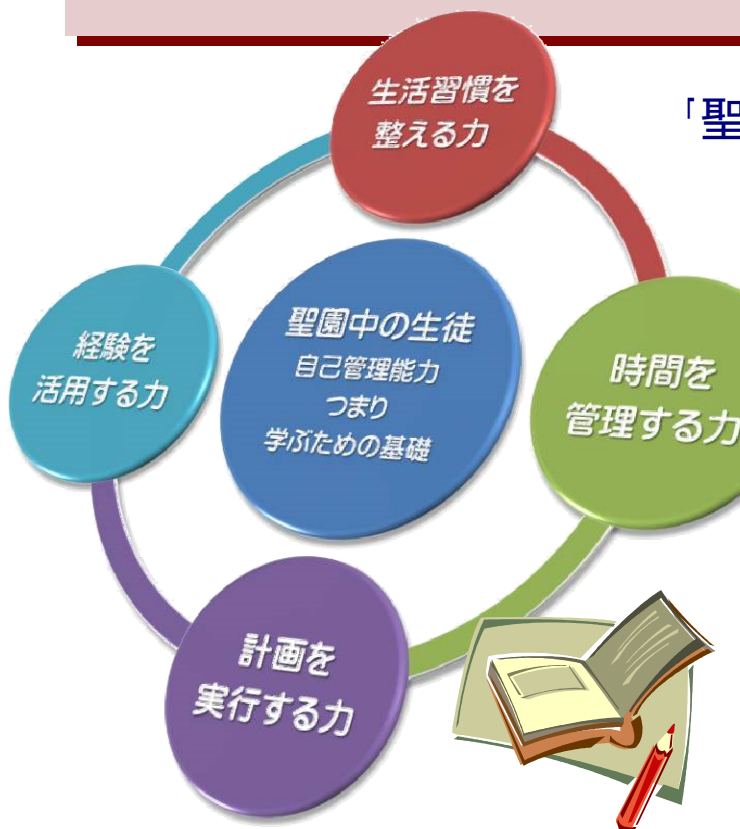 「聖
生活習慣を
整える力
聖園中の生徒
自己管理能力
つまり
学ぶための基礎
経験を
活用する力
時間を
管理する力
計画を
実行する力